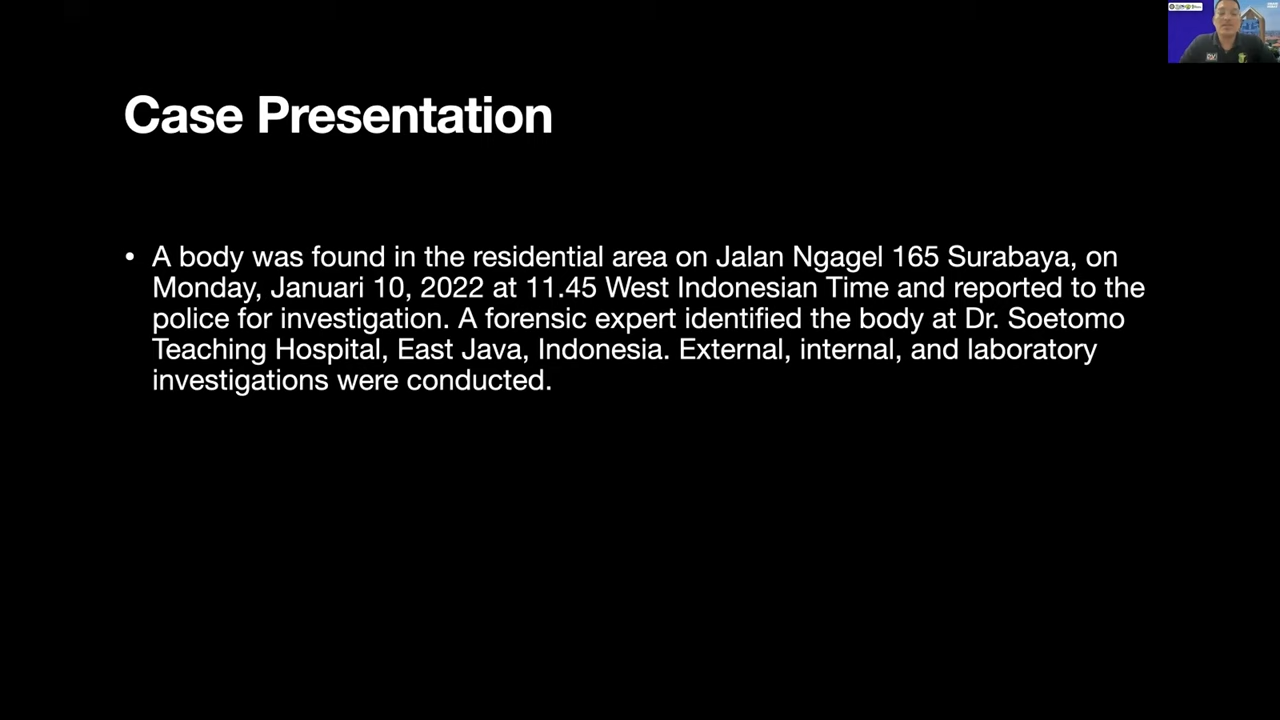 Case Presentation
• A body was found in the residential area on Jalan Ngagel 165 Surabaya, on
Monday, Januari 10, 2022 at 11.45 West Indonesian Time and reported to the
police for investigation. A forensic expert identified the body at Dr. Soetomo
Teaching Hospital, East Java, Indonesia. External, internal, and laboratory
investigations were conducted.